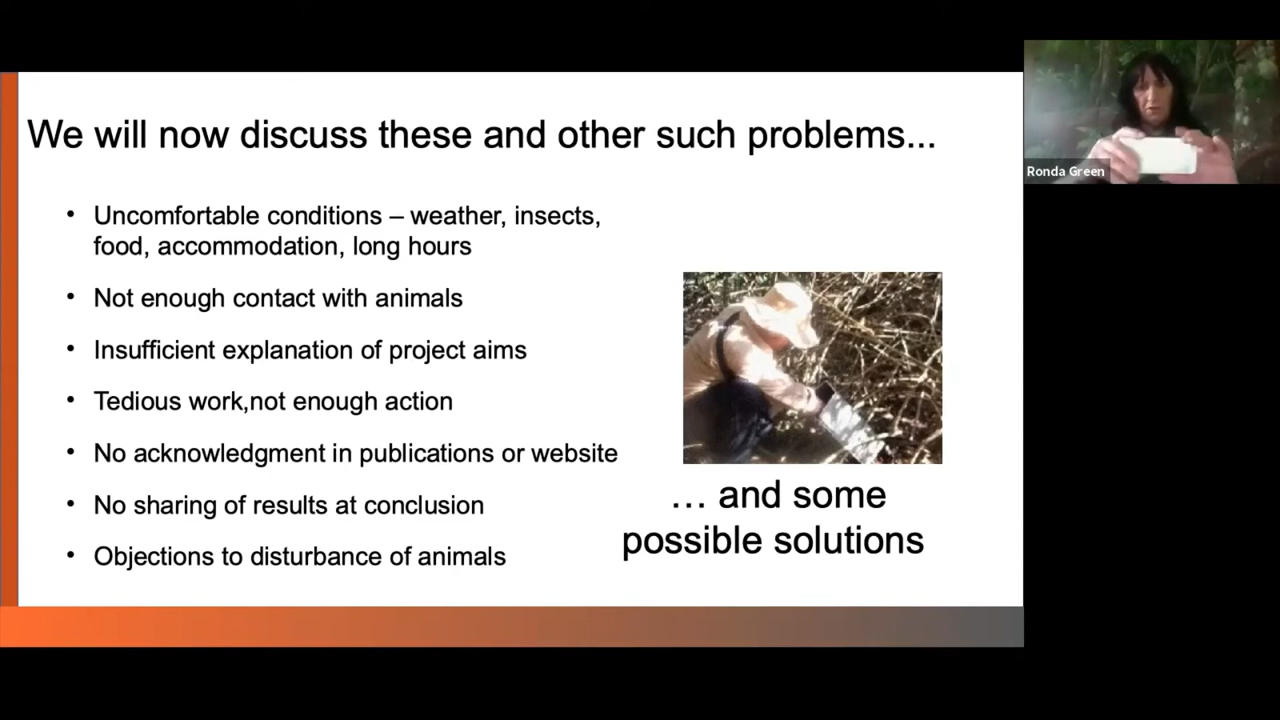 We will now discuss these and other such problems...
• Uncomfortable conditions – weather, insects,
food, accommodation, long hours
• Not enough contact with animals
• Insufficient explanation of project aims
• Tedious work,not enough action
• No acknowledgment in publications or website
• No sharing of results at conclusion
• Objections to disturbance of animals
… and some
possible solutions
Ronda Green